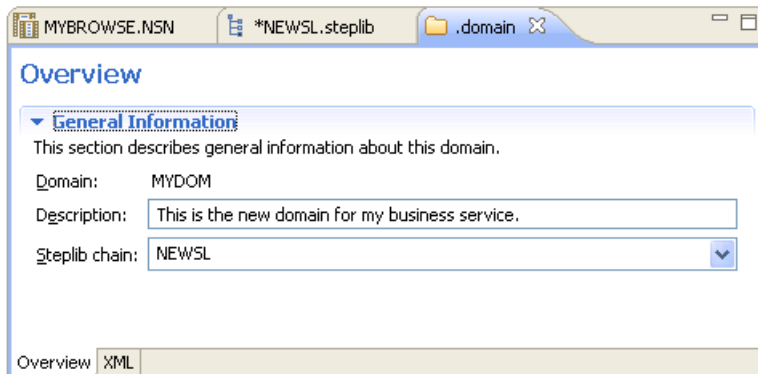 MYBROWSE.NSN *NEWSL.steplib .domain
Overview
General Information
This section describes general information about this domain.
Domain: MYDOM
Description: This is the new domain for my business service.
Steplib chain: NEWSL
Overview XML